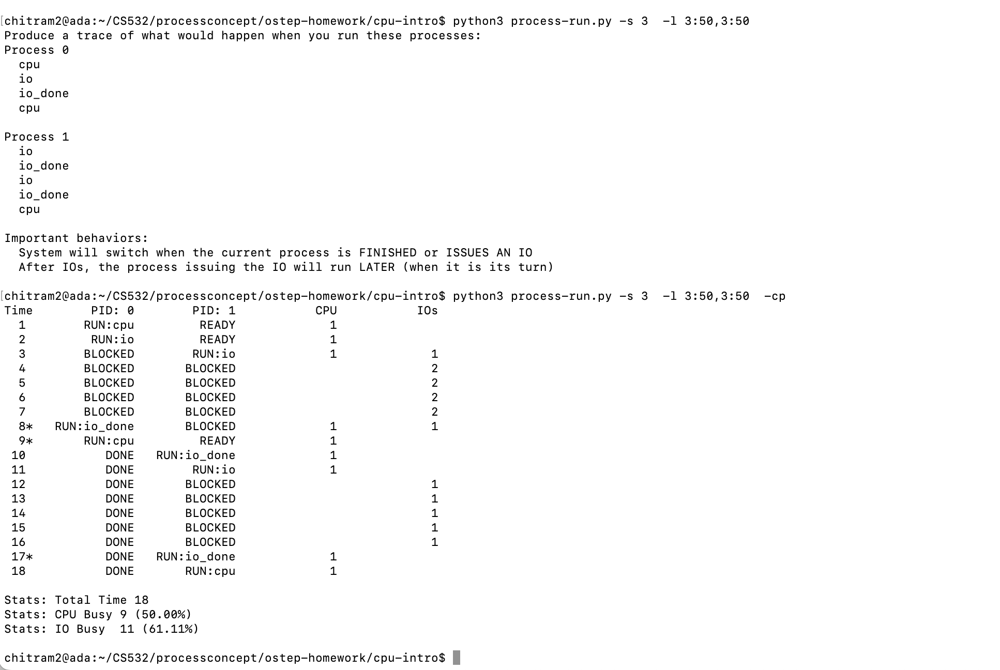 [chitram2@ada:~/CS532/processconcept/ostep-homework/cpu-intro$ python3 process-run.py -s 3  -l 3:50,3:50
Produce a trace of what would happen when you run these processes:
Process 0
  cpu
  io
  io_done
  cpu

Process 1
  io
  io_done
  io
  io_done
  cpu

Important behaviors:
  System will switch when the current process is FINISHED or ISSUES AN IO
  After IOs, the process issuing the IO will run LATER (when it is its turn)

[chitram2@ada:~/CS532/processconcept/ostep-homework/cpu-intro$ python3 process-run.py -s 3  -l 3:50,3:50  -cp
Time        PID: 0        PID: 1           CPU           IOs
  1        RUN:cpu         READY             1
  2         RUN:io         READY             1
  3        BLOCKED        RUN:io             1             1
  4        BLOCKED       BLOCKED                           2
  5        BLOCKED       BLOCKED                           2
  6        BLOCKED       BLOCKED                           2
  7        BLOCKED       BLOCKED                           2
  8*   RUN:io_done       BLOCKED             1             1
  9*       RUN:cpu         READY             1
 10           DONE   RUN:io_done             1
 11           DONE        RUN:io             1
 12           DONE       BLOCKED                           1
 13           DONE       BLOCKED                           1
 14           DONE       BLOCKED                           1
 15           DONE       BLOCKED                           1
 16           DONE       BLOCKED                           1
 17*          DONE   RUN:io_done             1
 18           DONE       RUN:cpu             1

Stats: Total Time 18
Stats: CPU Busy 9 (50.00%)
Stats: IO Busy  11 (61.11%)

chitram2@ada:~/CS532/processconcept/ostep-homework/cpu-intro$